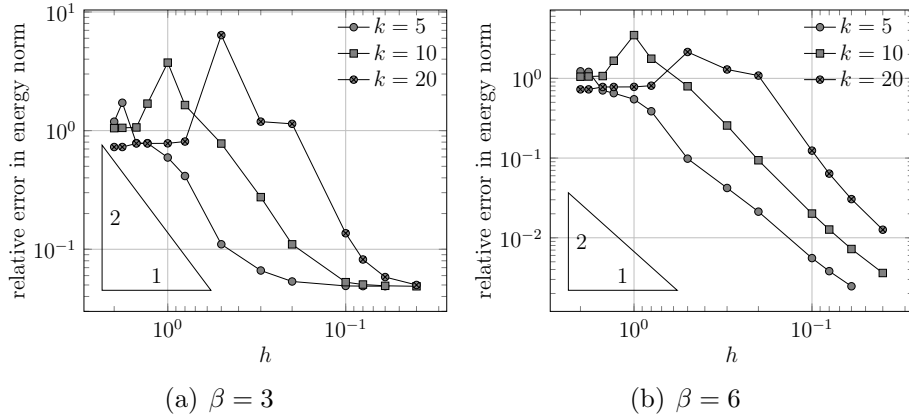 10^1
10^0
10^{-1}
relative error in energy norm
k = 5
k = 10
k = 20
2
1
10^0
10^{-1}
h
(a) β = 3
10^0
10^{-1}
10^{-2}
relative error in energy norm
k = 5
k = 10
k = 20
2
1
10^0
10^{-1}
h
(b) β = 6